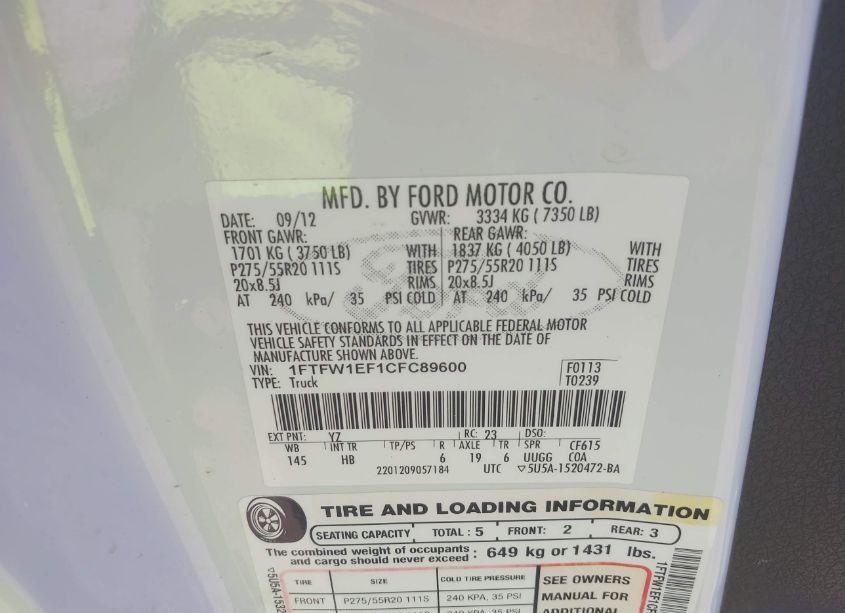 MFD. BY FORD MOTOR CO.
DATE: 09/12 GVWR: 3334 KG ( 7350 LB)
FRONT GAWR: REAR GAWR:
1701 KG ( 3750 LB) WITH 1837 KG ( 4050 LB) WITH
P275/55R20 111S TIRES P275/55R20 111S TIRES
20x8.5J RIMS 20x8.5J RIMS
AT 240 kPa/ 35 PSI COLD AT 240 kPa/ 35 PSI COLD
THIS VEHICLE CONFORMS TO ALL APPLICABLE FEDERAL MOTOR
VEHICLE SAFETY STANDARDS IN EFFECT ON THE DATE OF
MANUFACTURE SHOWN ABOVE.
VIN: 1FTFW1EF1CFC89600 F0113
TYPE: Truck T0239
EXT PNT: YZ RC: 23 DSO:
WB INT TR TP/PS R AXLE TR SPR CF615
145 HB 6 19 6 UUGG COA
2201209057184 UTC ▽5U5A-1520472-BA
TIRE AND LOADING INFORMATION
SEATING CAPACITY TOTAL : 5 FRONT: 2 REAR: 3
The combined weight of occupants
and cargo should never exceed : 649 kg or 1431 lbs.
TIRE SIZE COLD TIRE PRESSURE SEE OWNERS
FRONT P275/55R20 111S 240 KPA, 35 PSI MANUAL FOR
ADDITIONAL